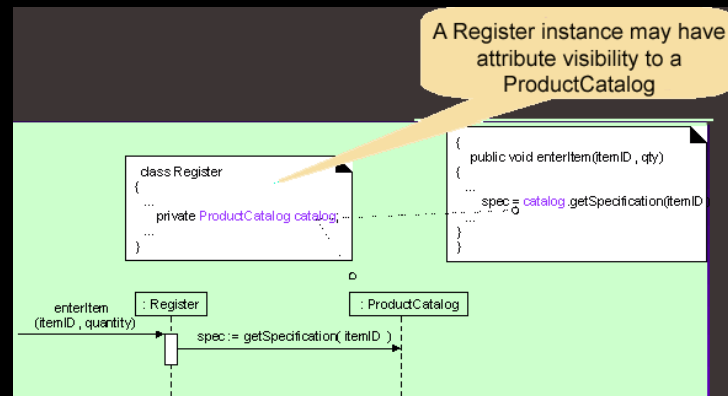 A Register instance may have
attribute visibility to a
ProductCatalog
class Register
{
...
private ProductCatalog catalog;
...
}
{
public void enterItem(itemID , qty)
{
...
spec = catalog.getSpecification(itemID
...
}
}
enterItem
(itemID , quantity)
: Register
: ProductCatalog
spec := getSpecification( itemID )